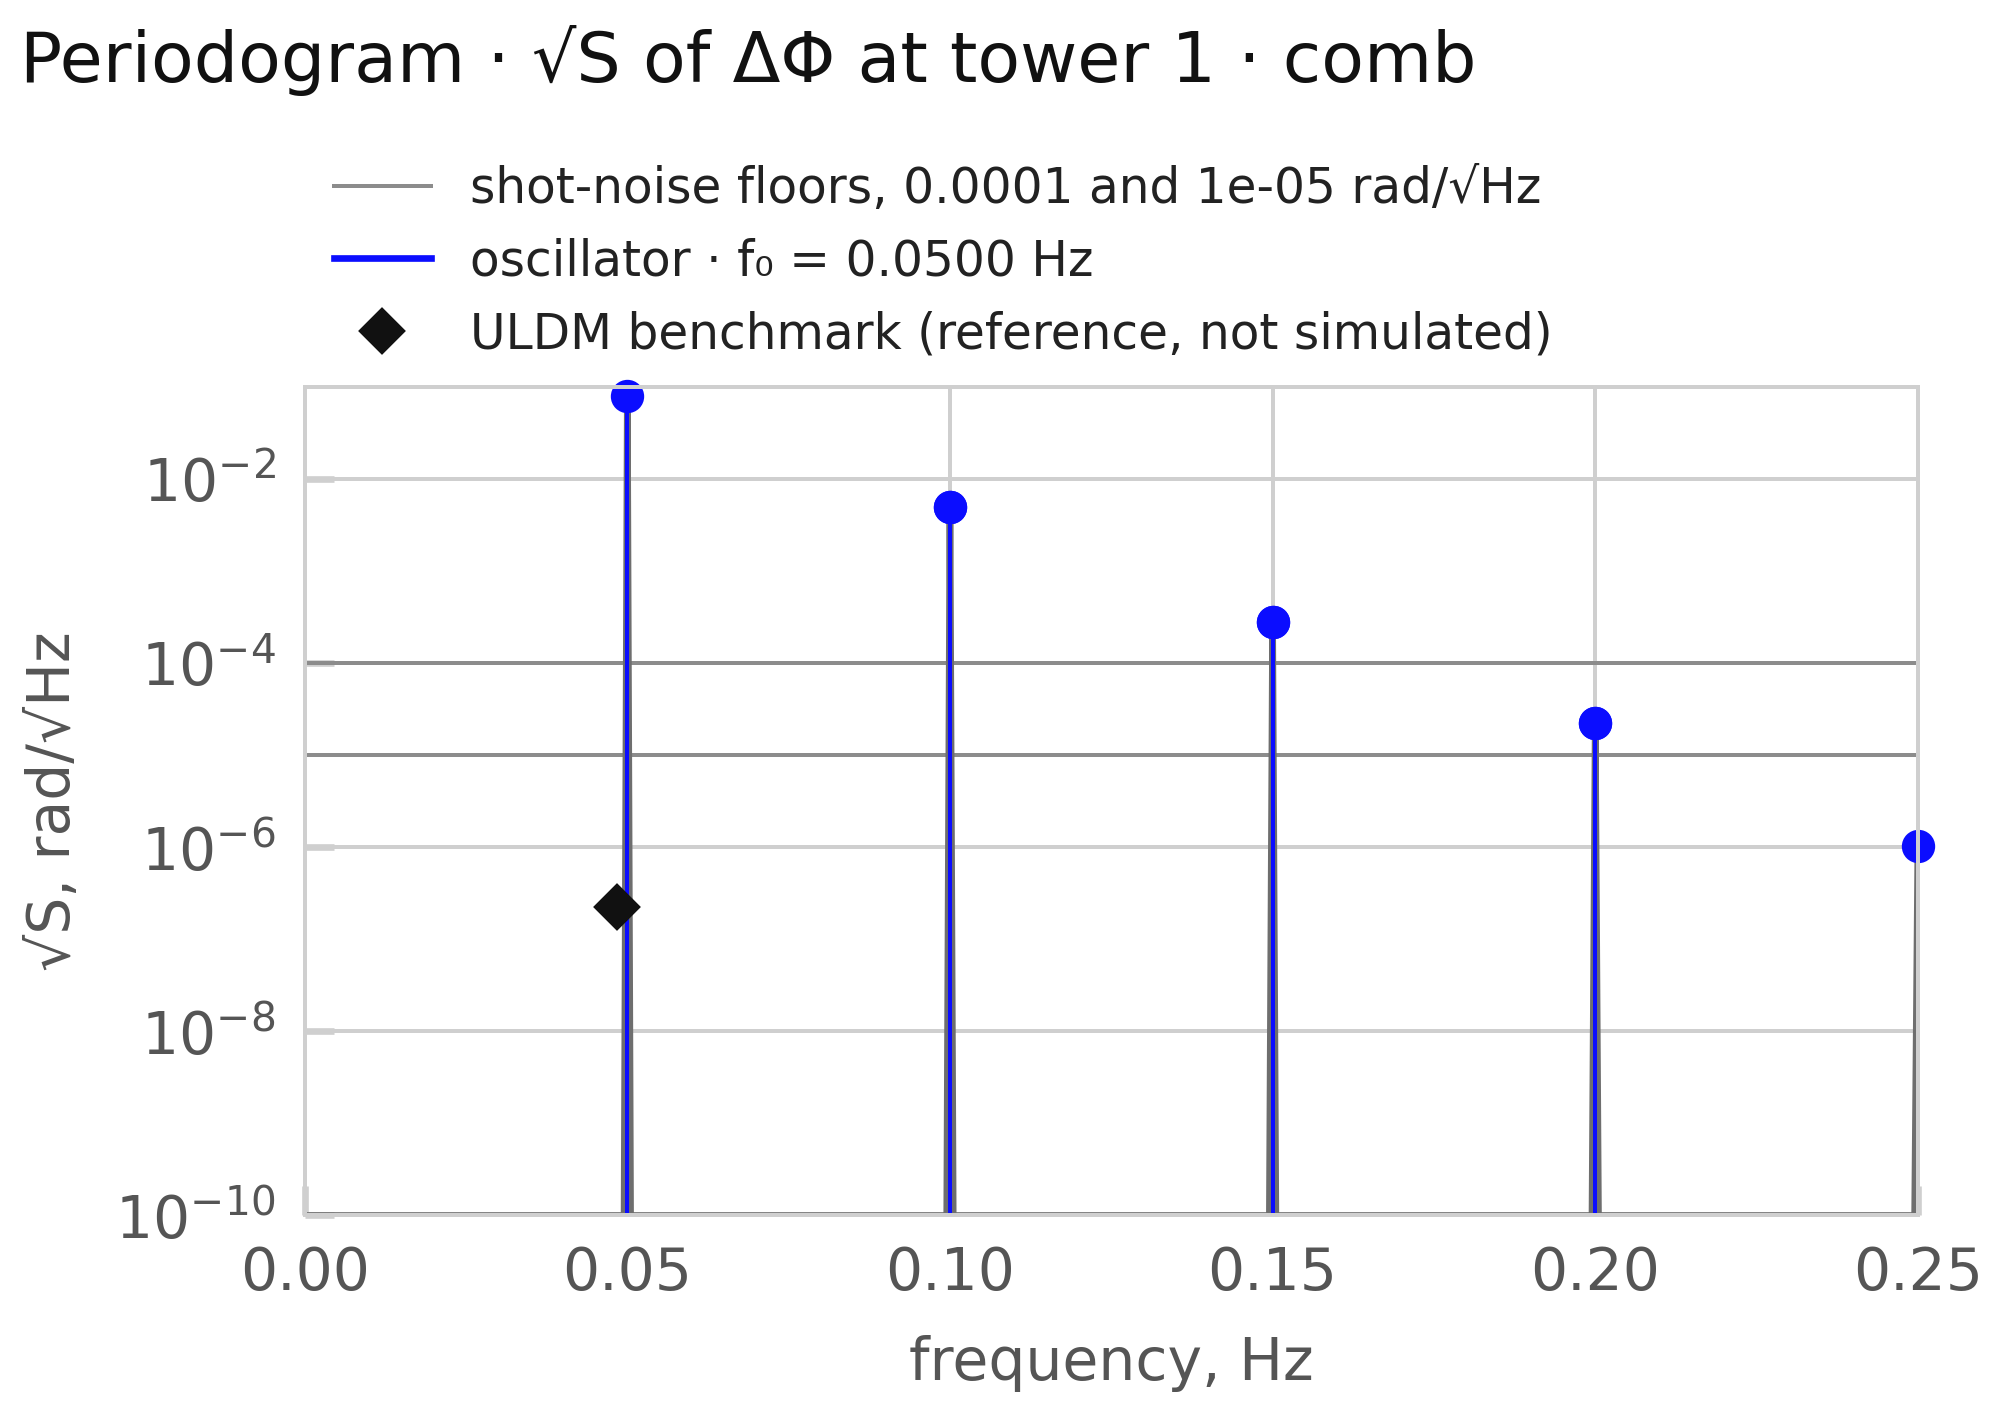 Periodogram · √S of ΔΦ at tower 1 · comb
shot-noise floors, 0.0001 and 1e-05 rad/√Hz
oscillator · f₀ = 0.0500 Hz
ULDM benchmark (reference, not simulated)
√S, rad/√Hz
10⁻²
10⁻⁴
10⁻⁶
10⁻⁸
10⁻¹⁰
0.00 0.05 0.10 0.15 0.20 0.25
frequency, Hz